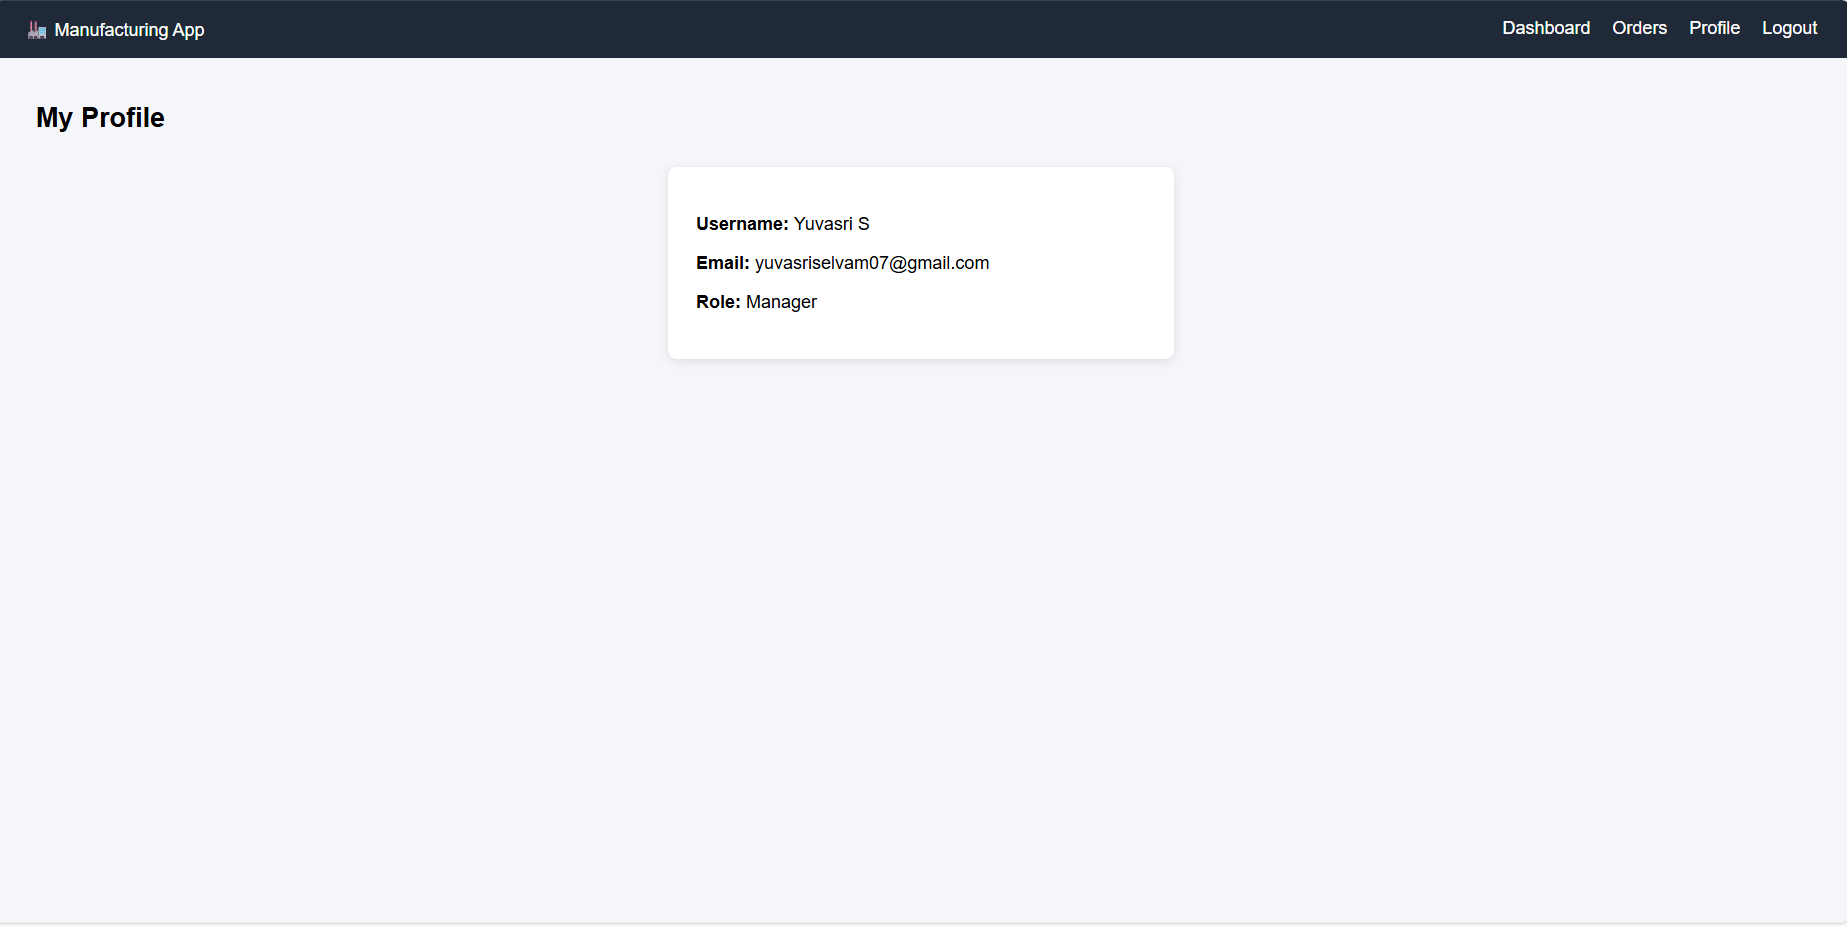 Manufacturing App
Dashboard Orders Profile Logout
My Profile
Username: Yuvasri S
Email: yuvasriselvam07@gmail.com
Role: Manager